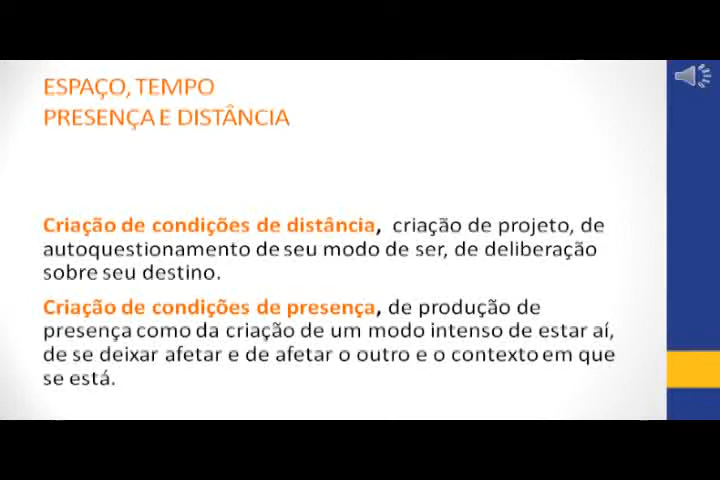 ESPAÇO, TEMPO
PRESENÇA E DISTÂNCIA
Criação de condições de distância, criação de projeto, de
autoquestionamento de seu modo de ser, de deliberação
sobre seu destino.
Criação de condições de presença, de produção de
presença como da criação de um modo intenso de estar aí,
de se deixar afetar e de afetar o outro e o contexto em que
se está.